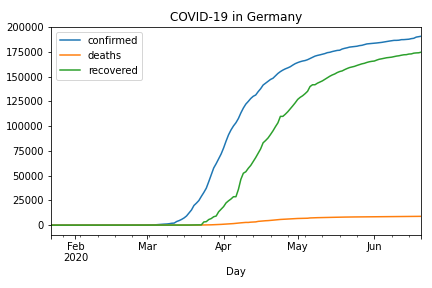 COVID-19 in Germany
200000
175000
150000
125000
100000
75000
50000
25000
0
confirmed
deaths
recovered
Feb Mar Apr May Jun
2020
Day